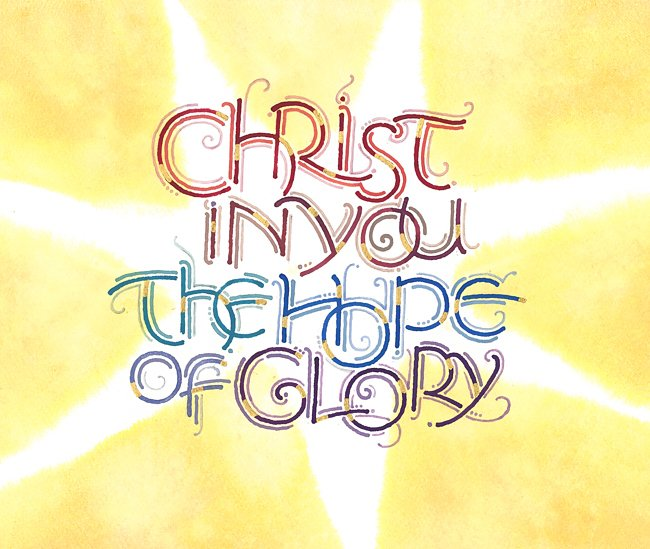 CHRIST
IN YOU
THE HOPE
OF GLORY